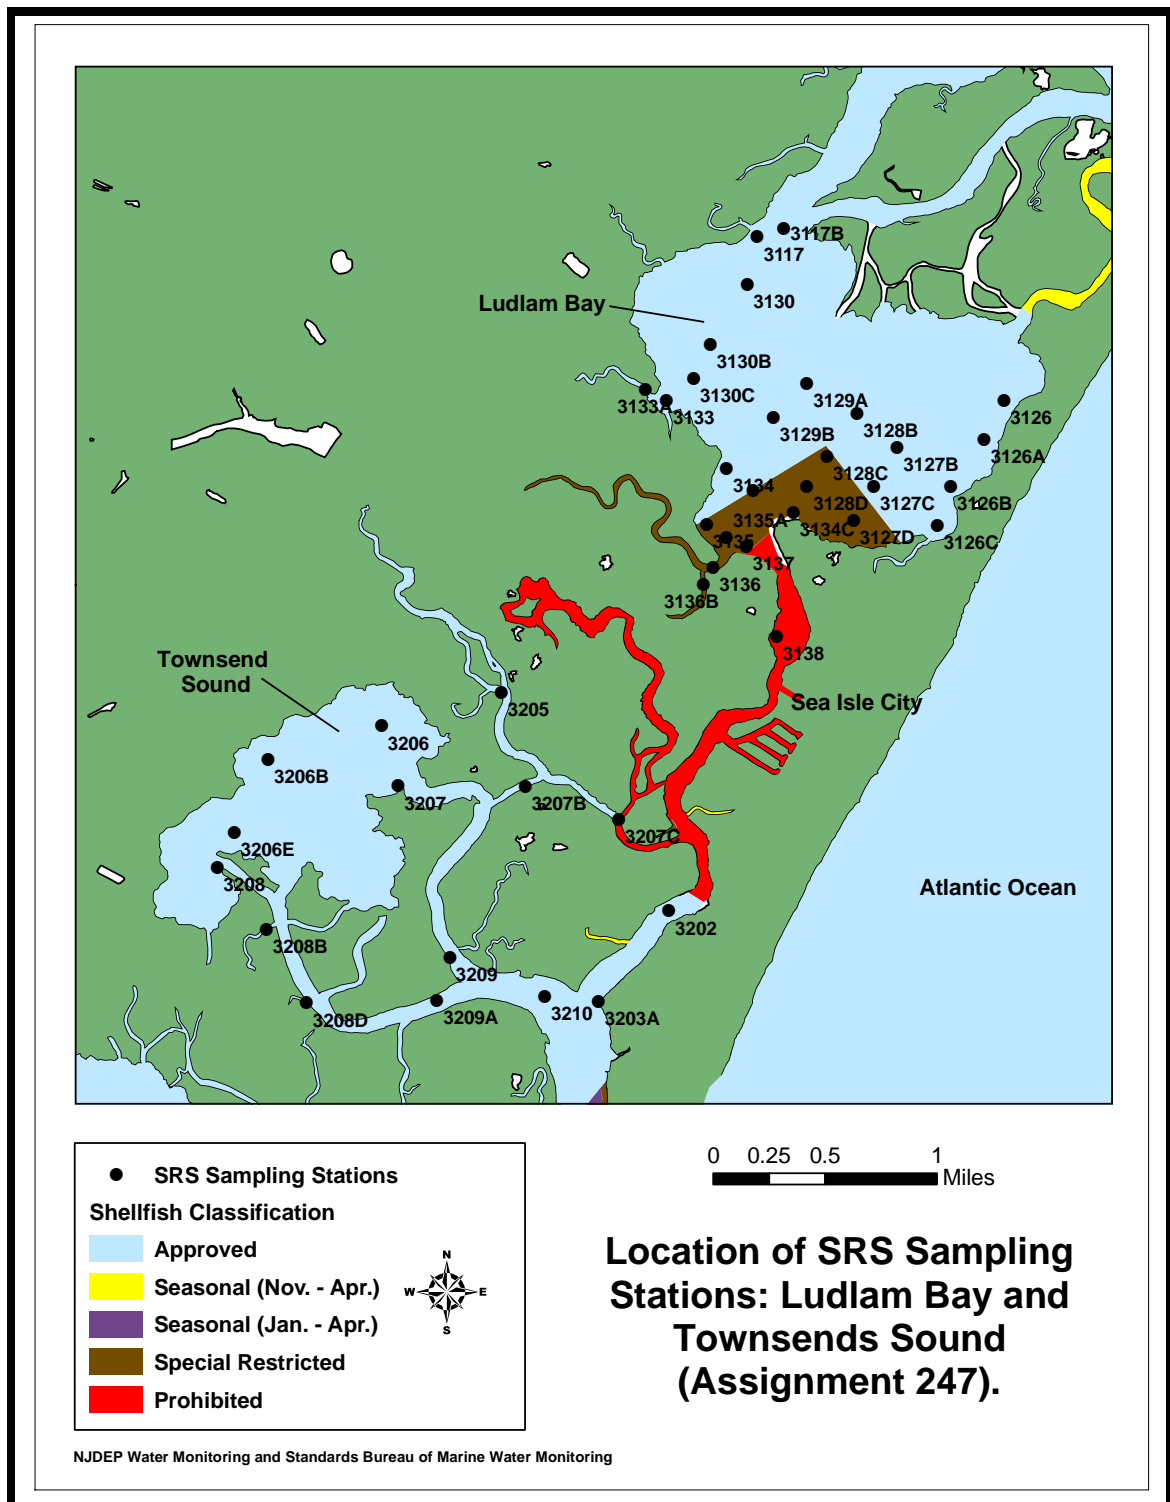 3117B
3117
3130
Ludlam Bay
3130B
3130C
3129A
3133A
3133
3126
3128B
3129B
3126A
3127B
3128C
3134
3128D
3127C
3126B
3135A
3134C
3127D
3126C
3135
3137
3136
3136B
3138
Townsend
Sound
Sea Isle City
3205
3206
3206B
3207
3207B
3207C
3206E
3208
Atlantic Ocean
3202
3208B
3209
3208D
3209A
3210
3203A
SRS Sampling Stations
Shellfish Classification
Approved
Seasonal (Nov. - Apr.)
Seasonal (Jan. - Apr.)
Special Restricted
Prohibited
N
W E
S
0 0.25 0.5 1
Miles
Location of SRS Sampling
Stations: Ludlam Bay and
Townsends Sound
(Assignment 247).
NJDEP Water Monitoring and Standards Bureau of Marine Water Monitoring